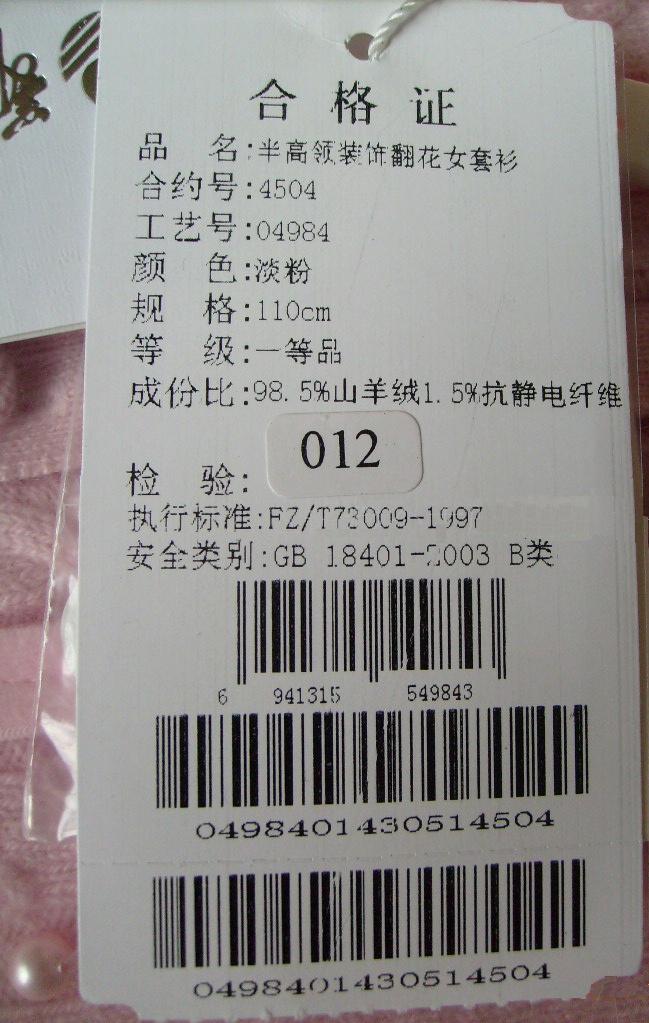 合格证
品 名:半高领装饰翻花女套衫
合约号:4504
工艺号:04984
颜 色:淡粉
规 格:110cm
等 级:一等品
成份比:98.5%山羊绒1.5%抗静电纤维
012
检 验:
执行标准:FZ/T73009-1997
安全类别:GB 18401-2003 B类
6 941315 549843
0498401430514504
0498401430514504